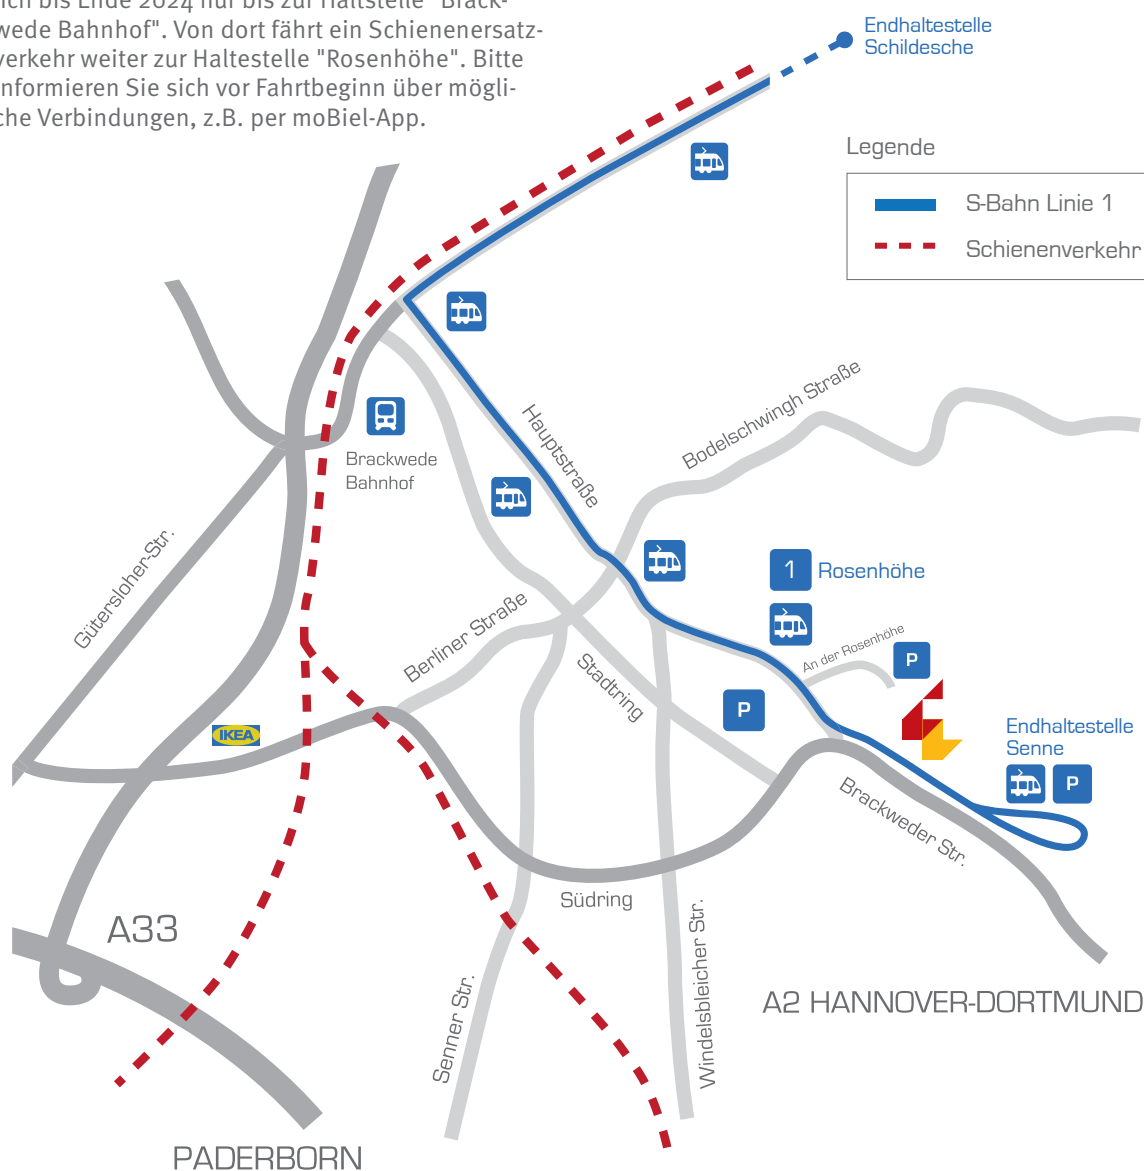 ich bis Ende 2024 nur bis zur Haltstelle "Brack-
wede Bahnhof". Von dort fährt ein Schienenersatz-
verkehr weiter zur Haltestelle "Rosenhöhe". Bitte
informieren Sie sich vor Fahrtbeginn über mögli-
che Verbindungen, z.B. per moBiel-App.
Endhaltestelle
Schildesche
Legende
S-Bahn Linie 1
Schienenverkehr
Bodelschwingh Straße
Hauptstraße
Brackwede
Bahnhof
Gütersloher-Str.
1 Rosenhöhe
Berliner Straße
An der Rosenhöhe
P
Stadtring
P
IKEA
Endhaltestelle
Senne
P
Brackweder Str.
Südring
A33
Windelsbleicher Str.
Senner Str.
A2 HANNOVER-DORTMUND
PADERBORN